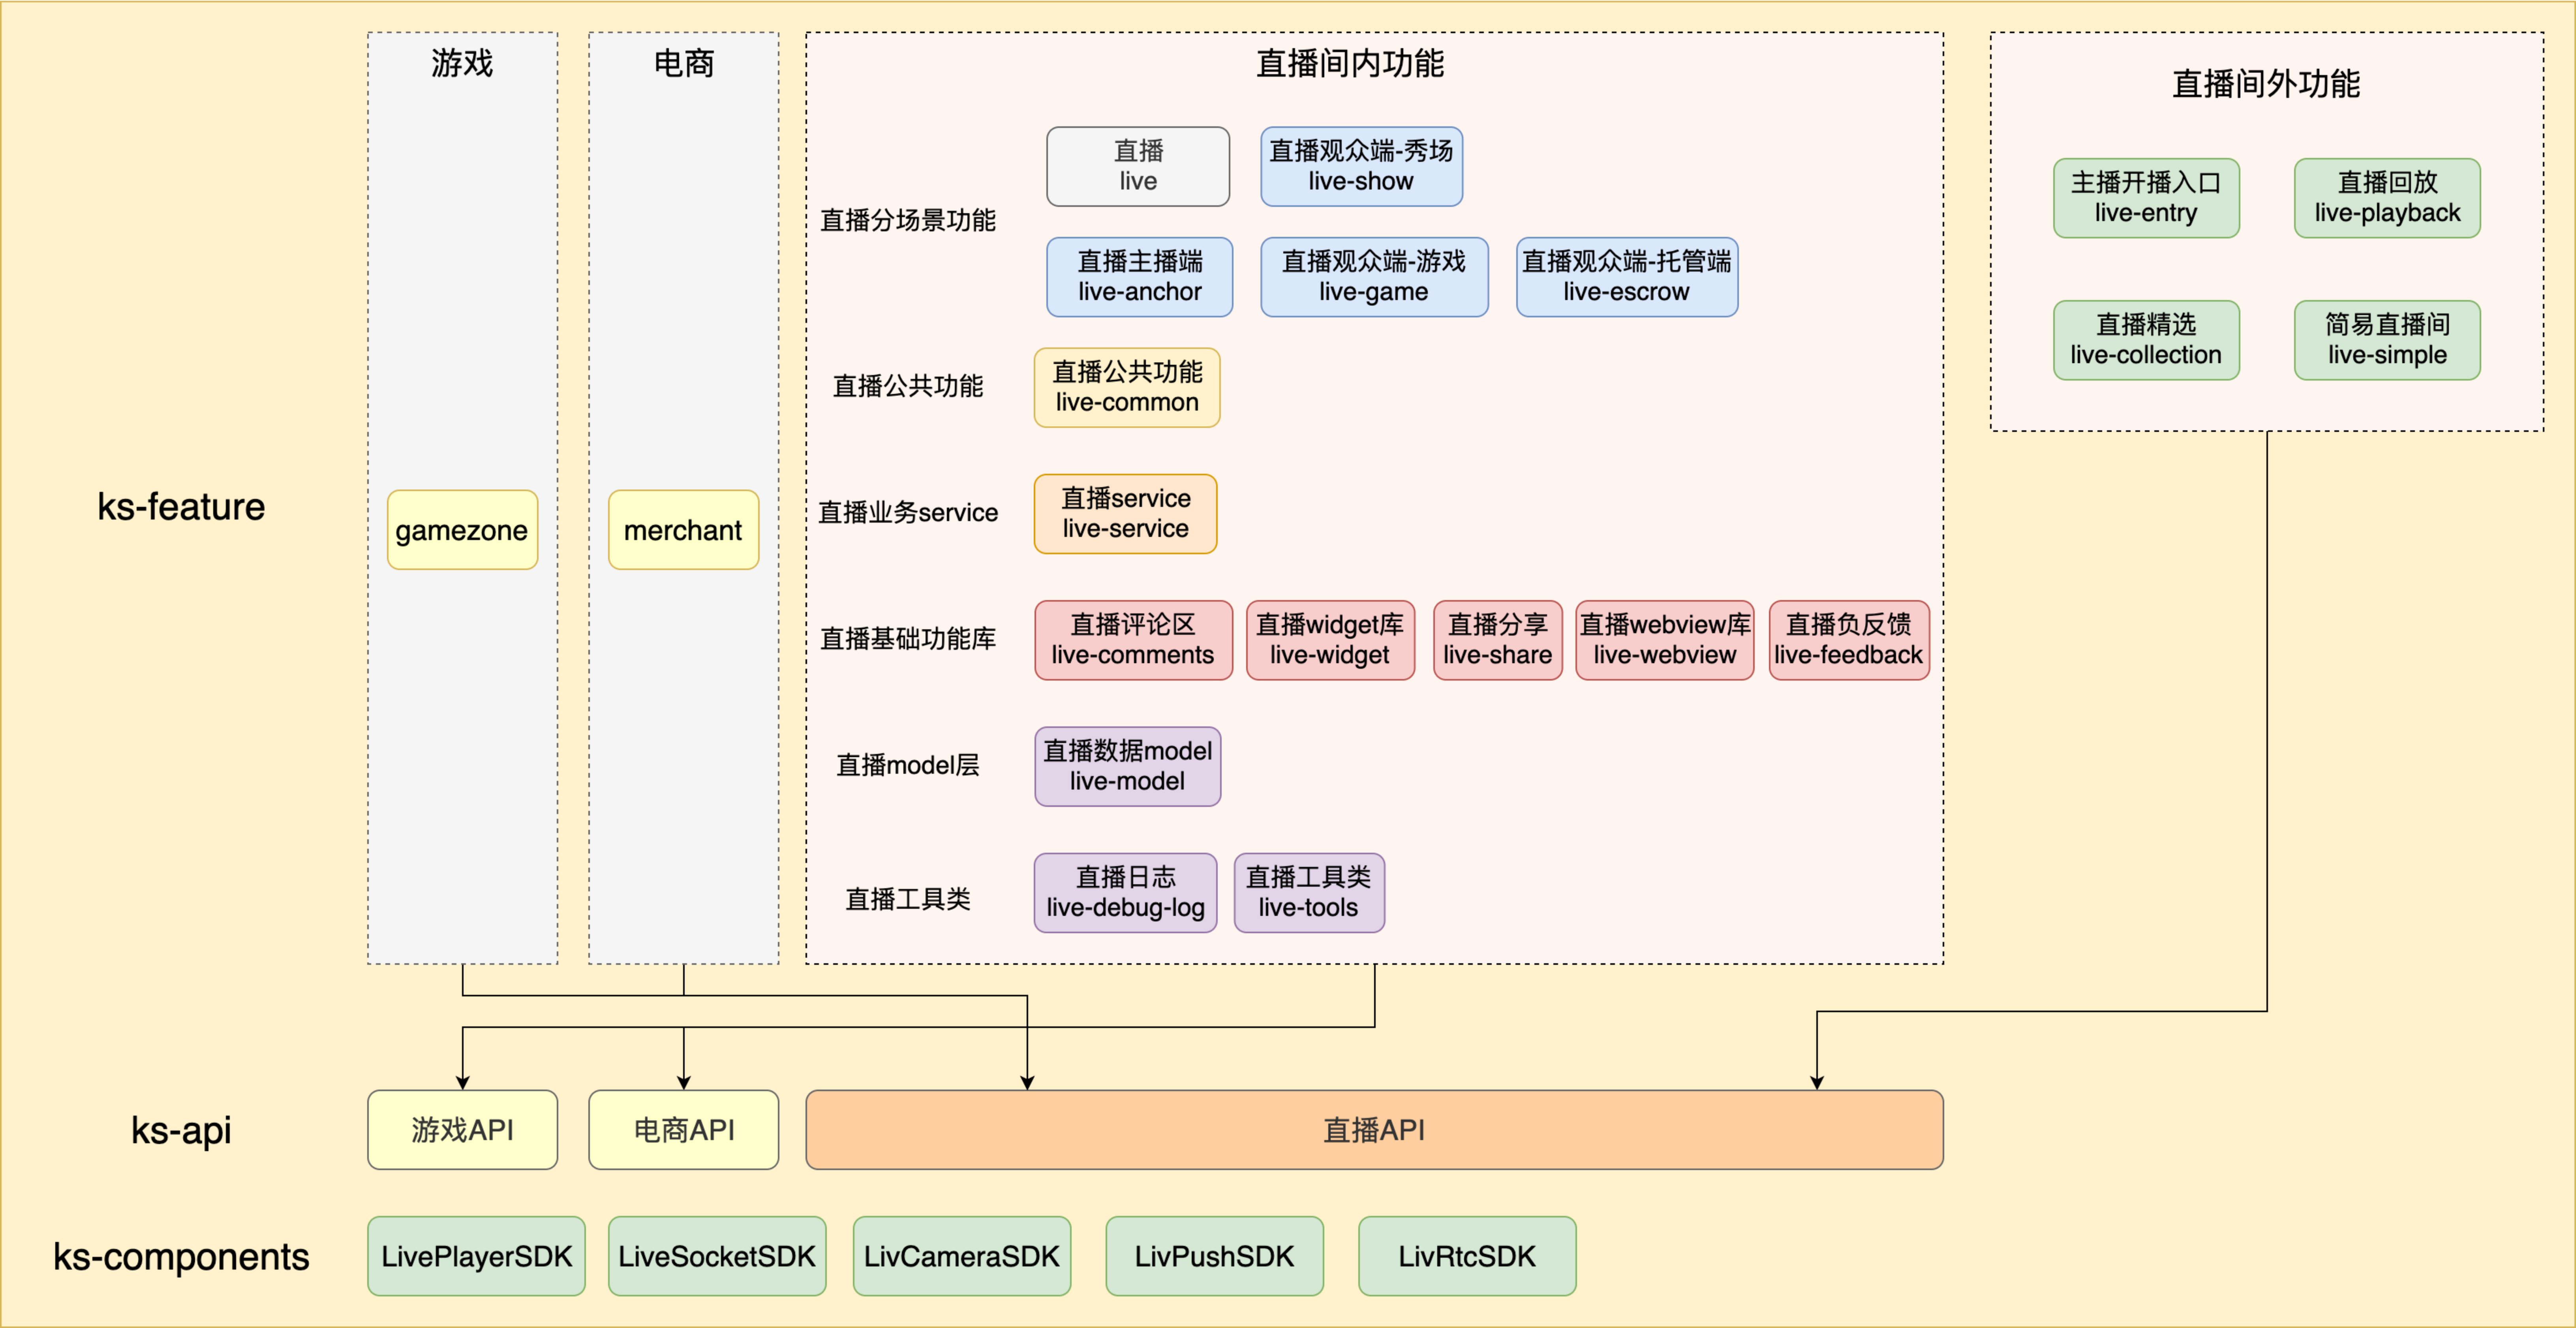 游戏
电商
直播间内功能
直播间外功能
直播
live
直播观众端-秀场
live-show
直播分场景功能
直播主播端
live-anchor
直播观众端-游戏
live-game
直播观众端-托管端
live-escrow
主播开播入口
live-entry
直播回放
live-playback
直播精选
live-collection
简易直播间
live-simple
直播公共功能
直播公共功能
live-common
ks-feature
gamezone
merchant
直播业务service
直播service
live-service
直播基础功能库
直播评论区
live-comments
直播widget库
live-widget
直播分享
live-share
直播webview库
live-webview
直播负反馈
live-feedback
直播model层
直播数据model
live-model
直播工具类
直播日志
live-debug-log
直播工具类
live-tools
ks-api
游戏API
电商API
直播API
ks-components
LivePlayerSDK
LiveSocketSDK
LivCameraSDK
LivPushSDK
LivRtcSDK